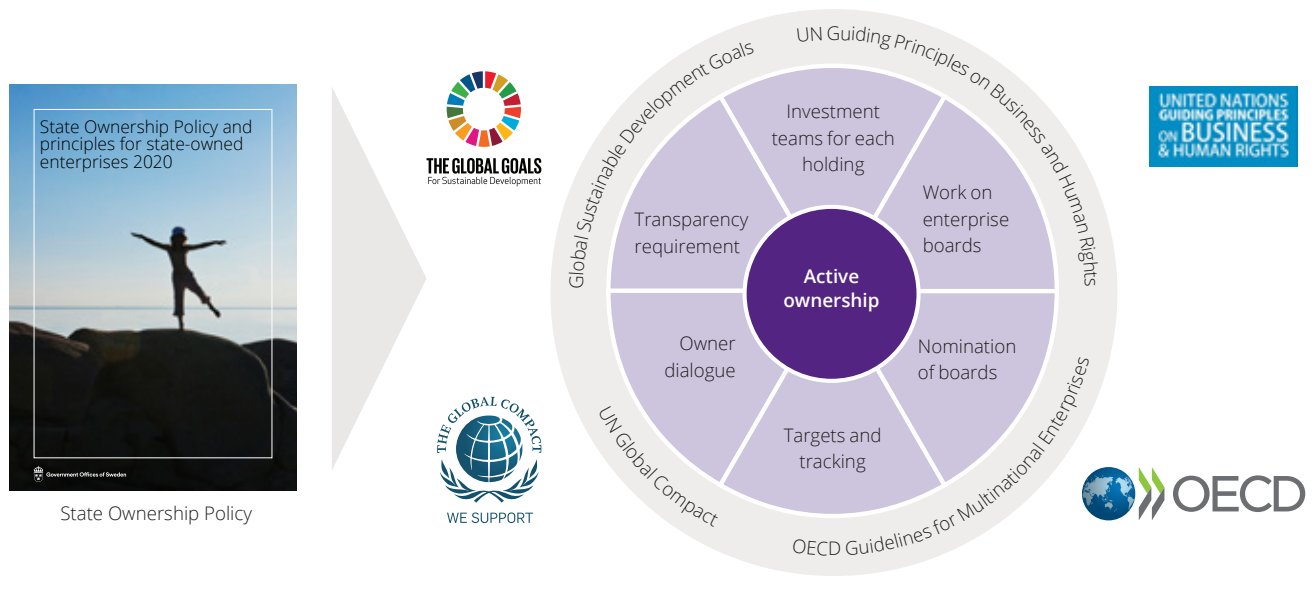 State Ownership Policy and
principles for state-owned
enterprises 2020
Government Offices of Sweden
State Ownership Policy
THE GLOBAL GOALS
For Sustainable Development
THE GLOBAL COMPACT
WE SUPPORT
Global Sustainable Development Goals
UN Guiding Principles on Business and Human Rights
OECD Guidelines for Multinational Enterprises
UN Global Compact
Investment
teams for each
holding
Work on
enterprise
boards
Nomination
of boards
Targets and
tracking
Owner
dialogue
Transparency
requirement
Active
ownership
UNITED NATIONS
GUIDING PRINCIPLES
ON BUSINESS
& HUMAN RIGHTS
OECD